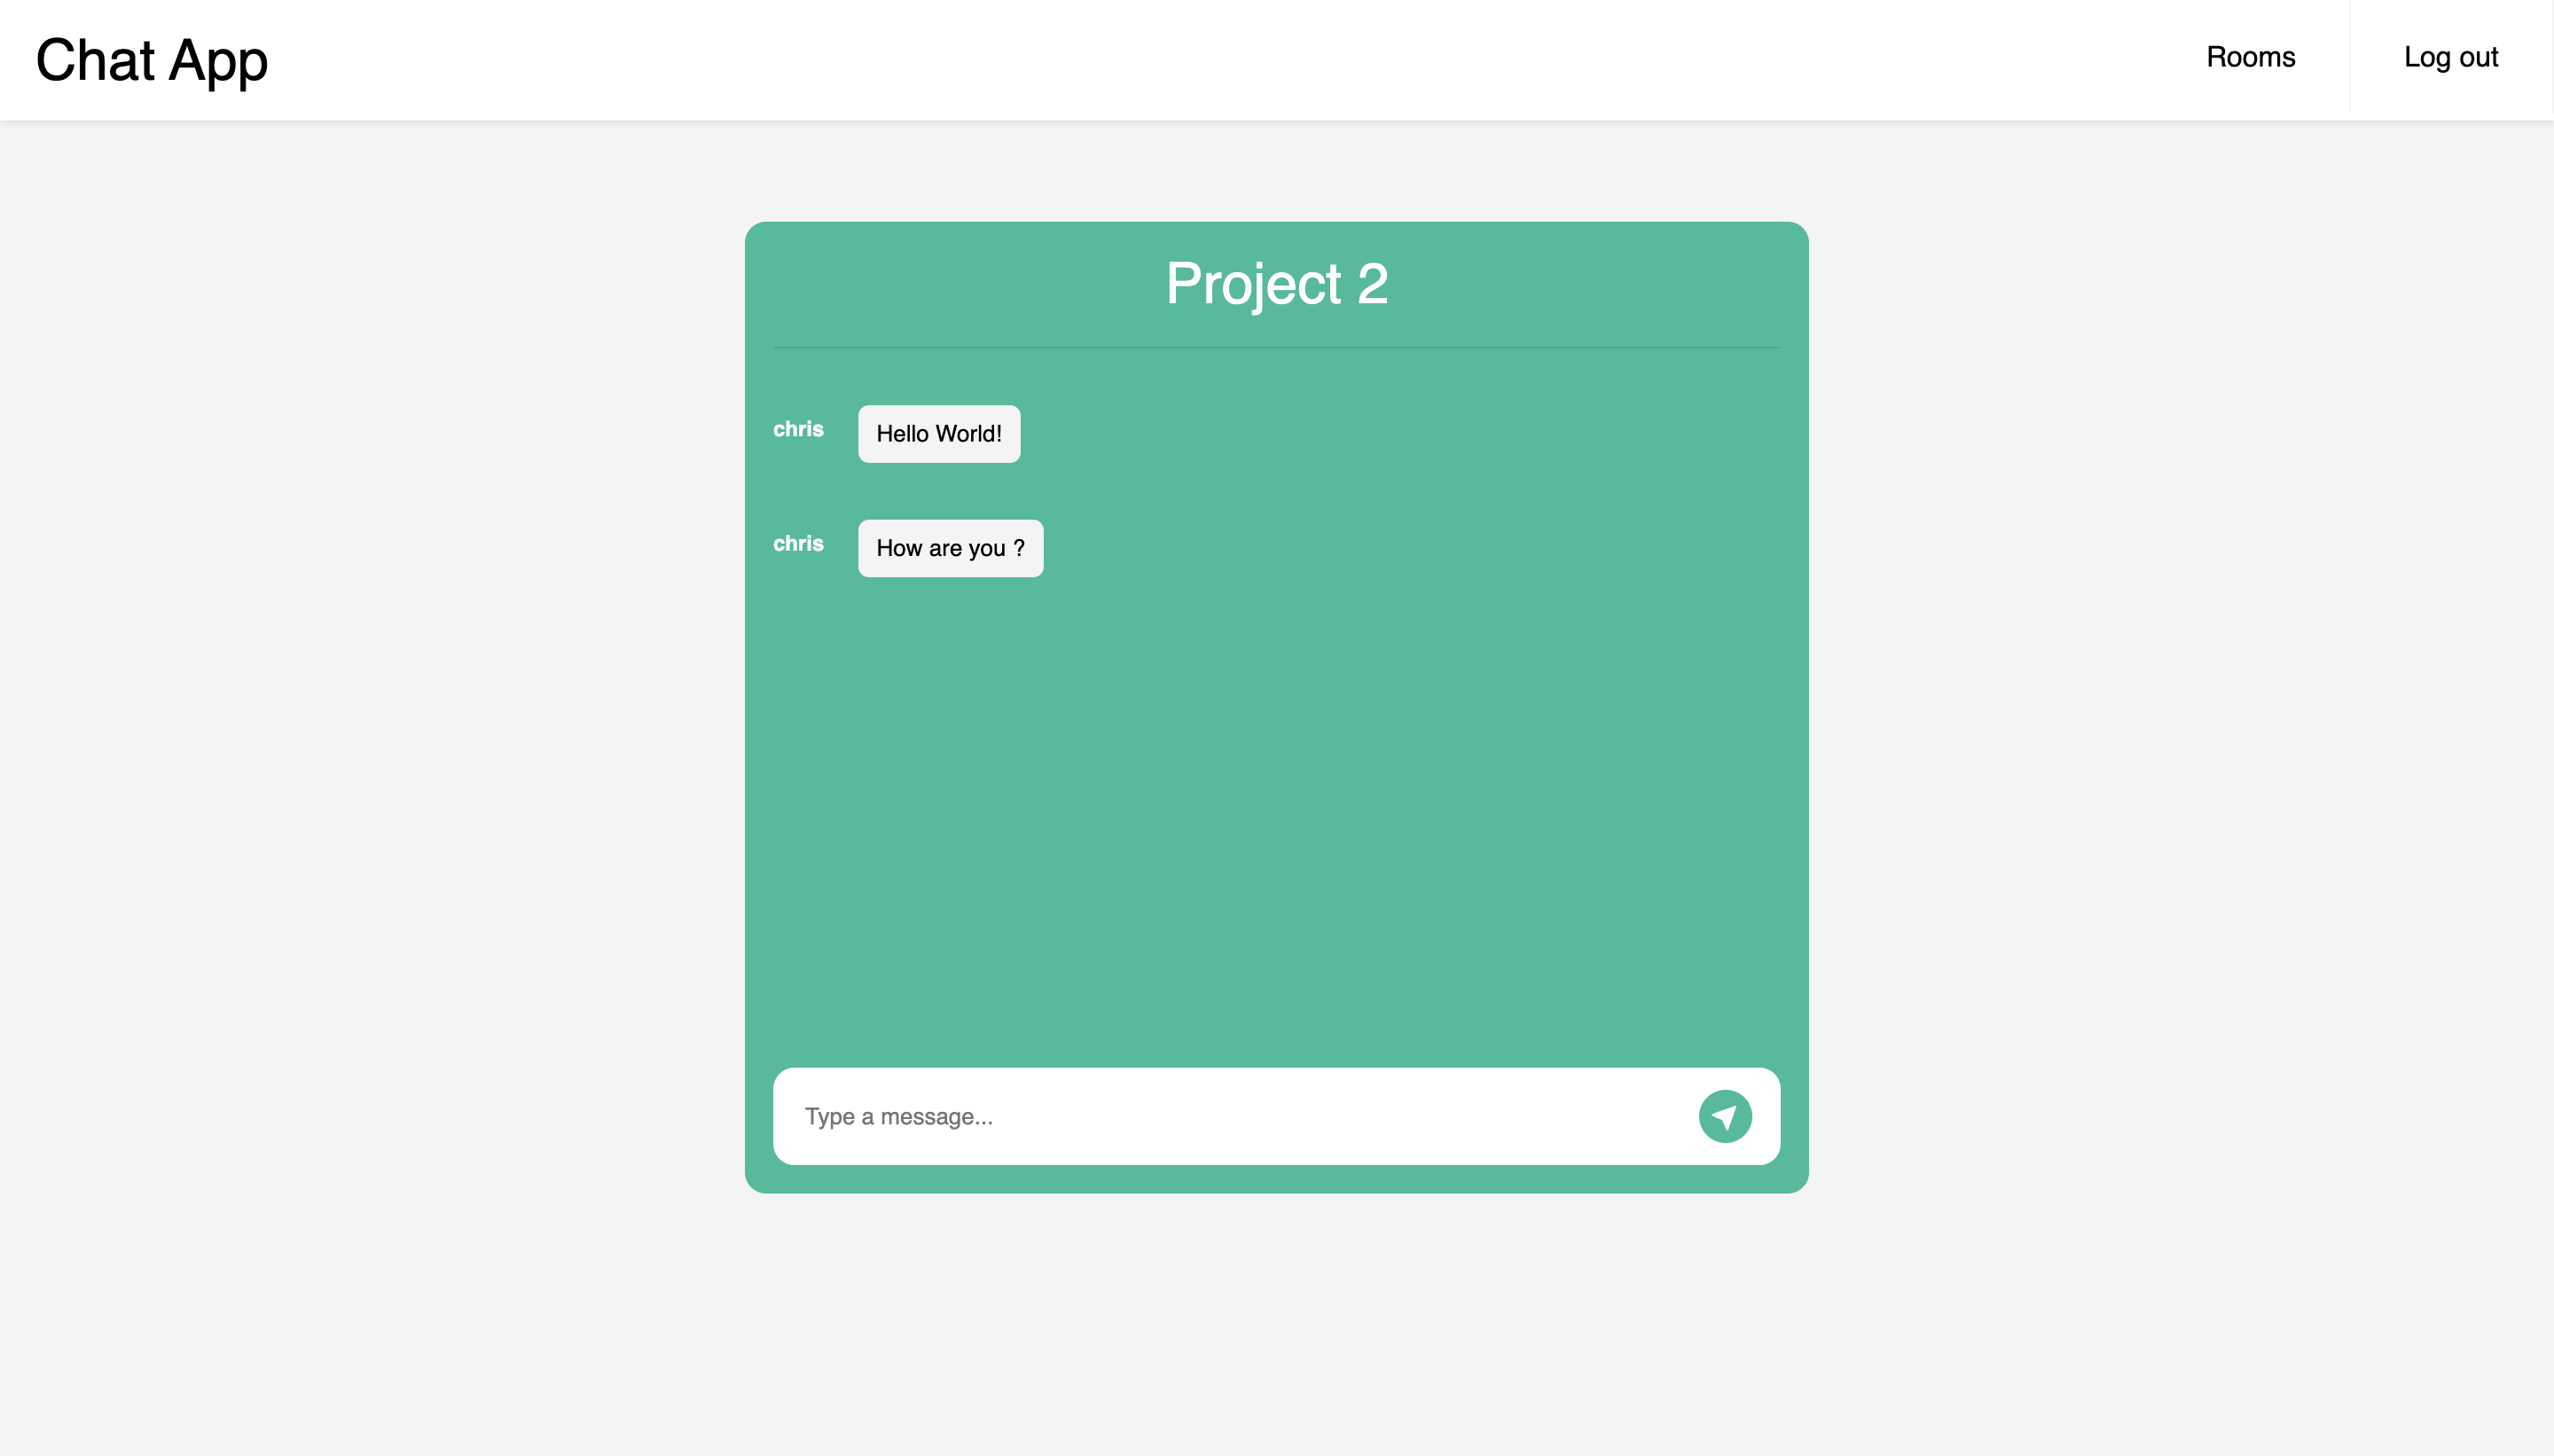 Chat App
Rooms
Log out
Project 2
chris
Hello World!
chris
How are you ?
Type a message...